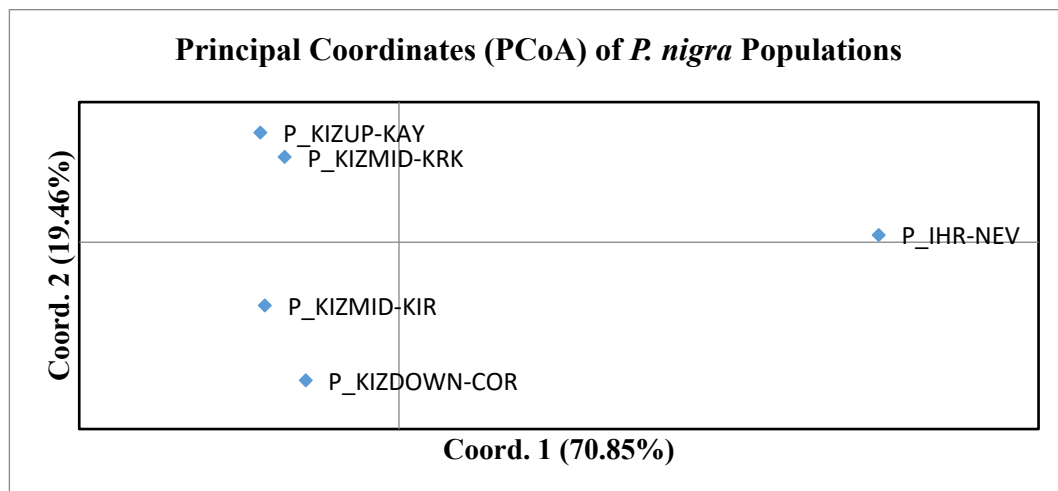 Principal Coordinates (PCoA) of P. nigra Populations
P_KIZUP-KAY
P_KIZMID-KRK
P_IHR-NEV
P_KIZMID-KIR
P_KIZDOWN-COR
Coord. 2 (19.46%)
Coord. 1 (70.85%)